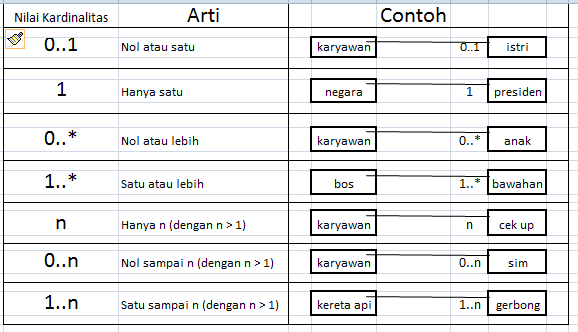 Nilai Kardinalitas Arti Contoh
0..1 Nol atau satu karyawan 0..1 istri
1 Hanya satu negara 1 presiden
0..* Nol atau lebih karyawan 0..* anak
1..* Satu atau lebih bos 1..* bawahan
n Hanya n (dengan n > 1) karyawan n cek up
0..n Nol sampai n (dengan n > 1) karyawan 0..n sim
1..n Satu sampai n (dengan n > 1) kereta api 1..n gerbong